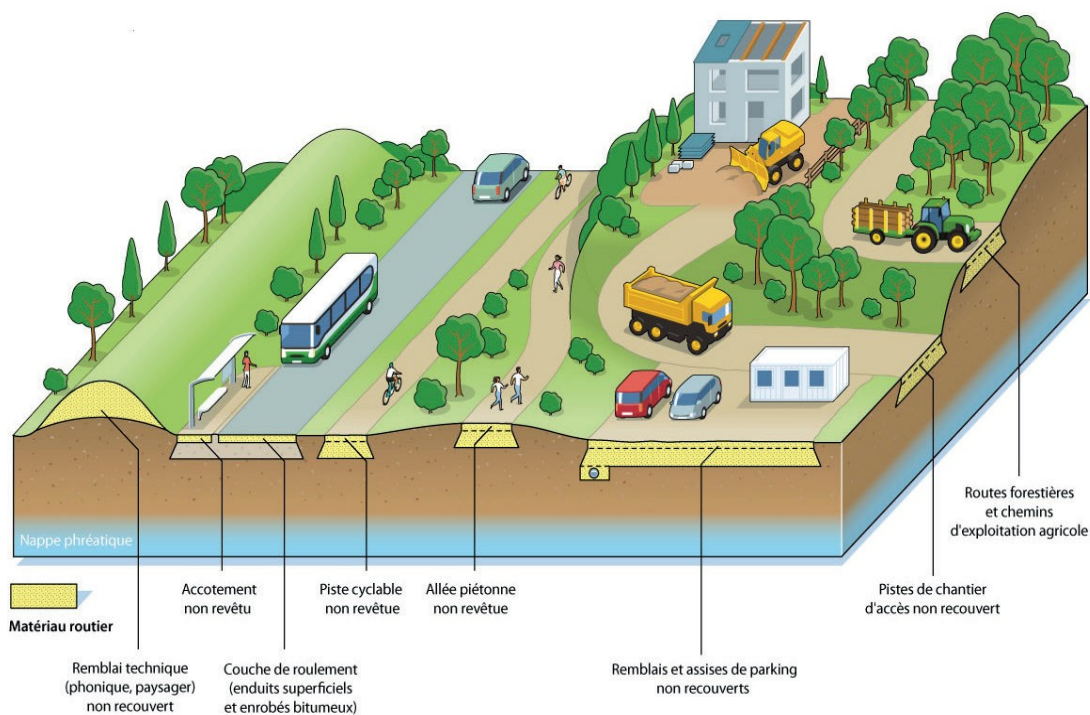 Nappe phréatique
Matériau routier
Remblai technique
(phonique, paysager)
non recouvert
Accotement
non revêtu
Couche de roulement
(enduits superficiels
et enrobés bitumeux)
Piste cyclable
non revêtue
Allée piétonne
non revêtue
Remblais et assises de parking
non recouverts
Pistes de chantier
d'accès non recouvert
Routes forestières
et chemins
d'exploitation agricole